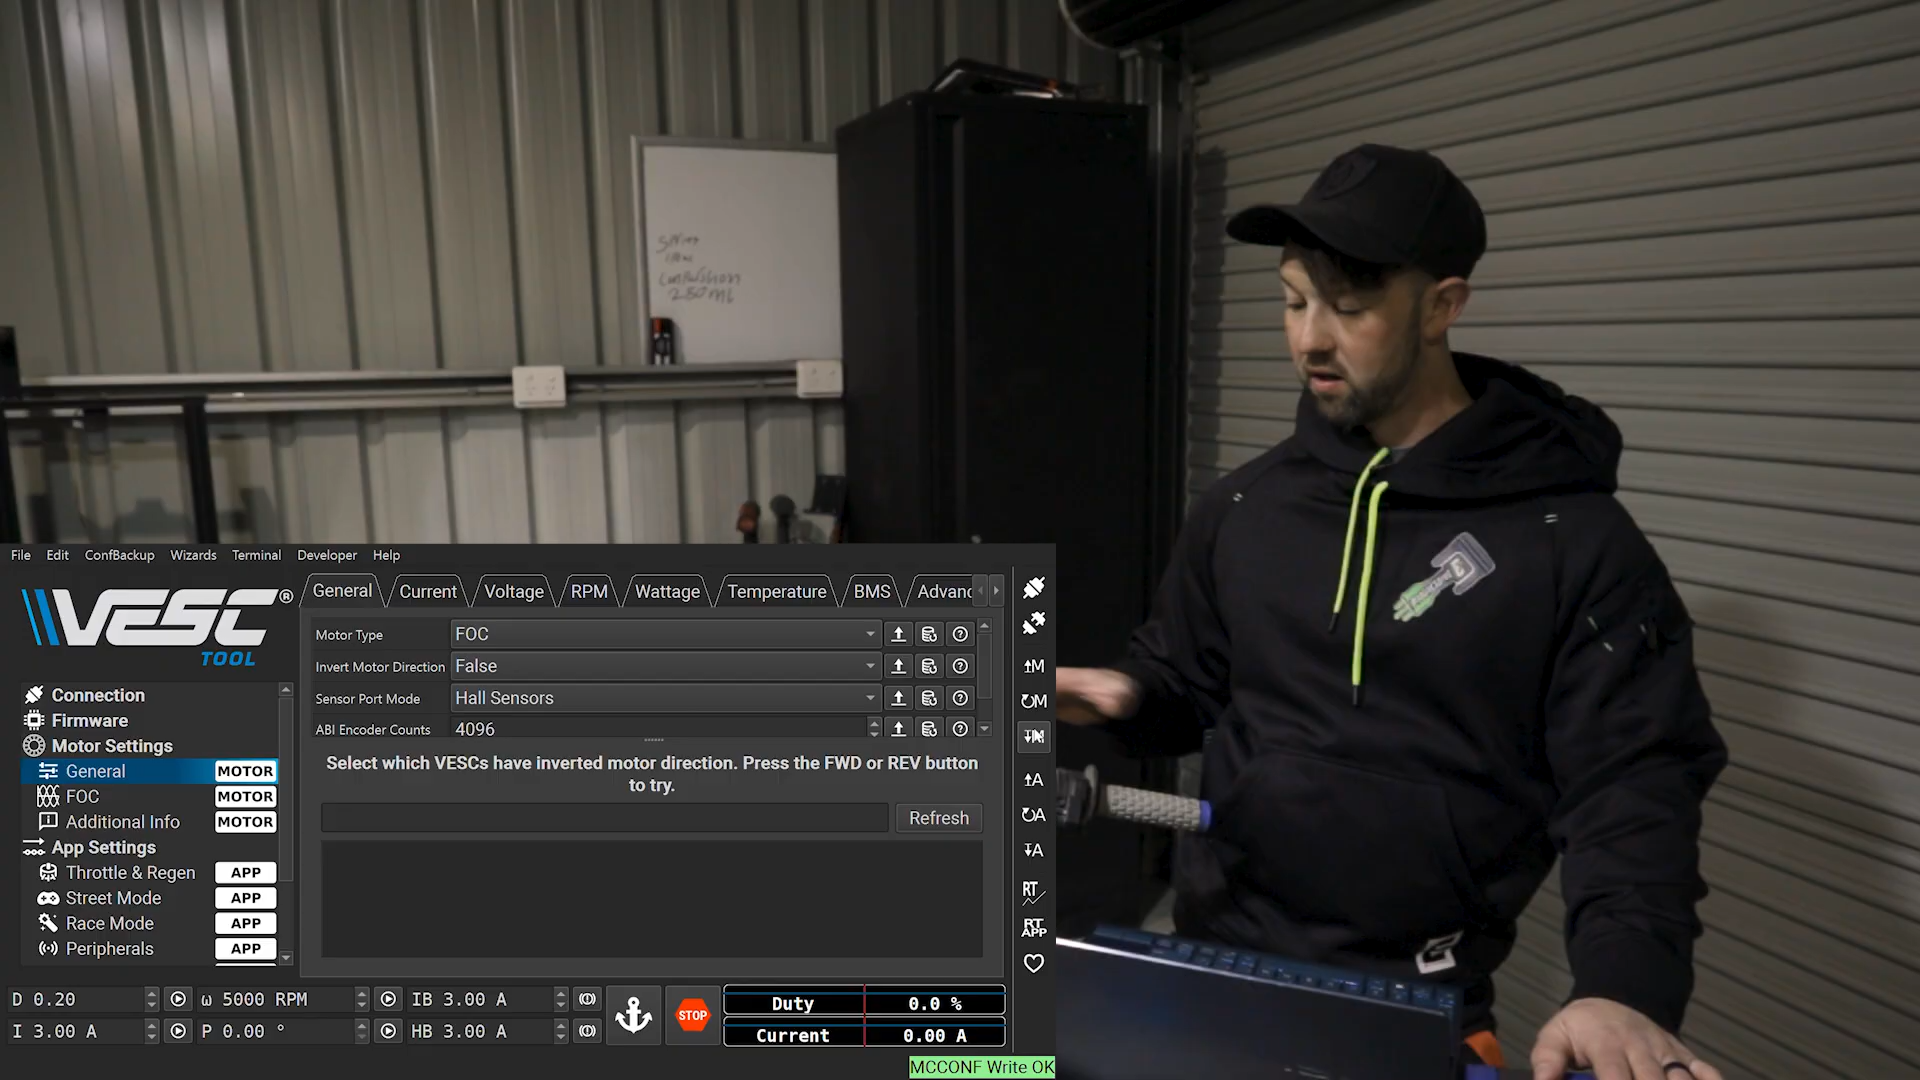 250ml
File Edit ConfBackup Wizards Terminal Developer Help
VESC®
TOOL
Connection
Firmware
Motor Settings
General MOTOR
FOC MOTOR
Additional Info MOTOR
App Settings
Throttle & Regen APP
Street Mode APP
Race Mode APP
Peripherals APP
General Current Voltage RPM Wattage Temperature BMS Advanc
Motor Type FOC
Invert Motor Direction False
Sensor Port Mode Hall Sensors
ABI Encoder Counts 4096
Select which VESCs have inverted motor direction. Press the FWD or REV button
to try.
Refresh
M
M
M
A
A
A
RT
RT
APP
D 0.20 ω 5000 RPM IB 3.00 A
I 3.00 A P 0.00 ° HB 3.00 A
STOP
Duty 0.0 %
Current 0.00 A
MCCONF Write OK